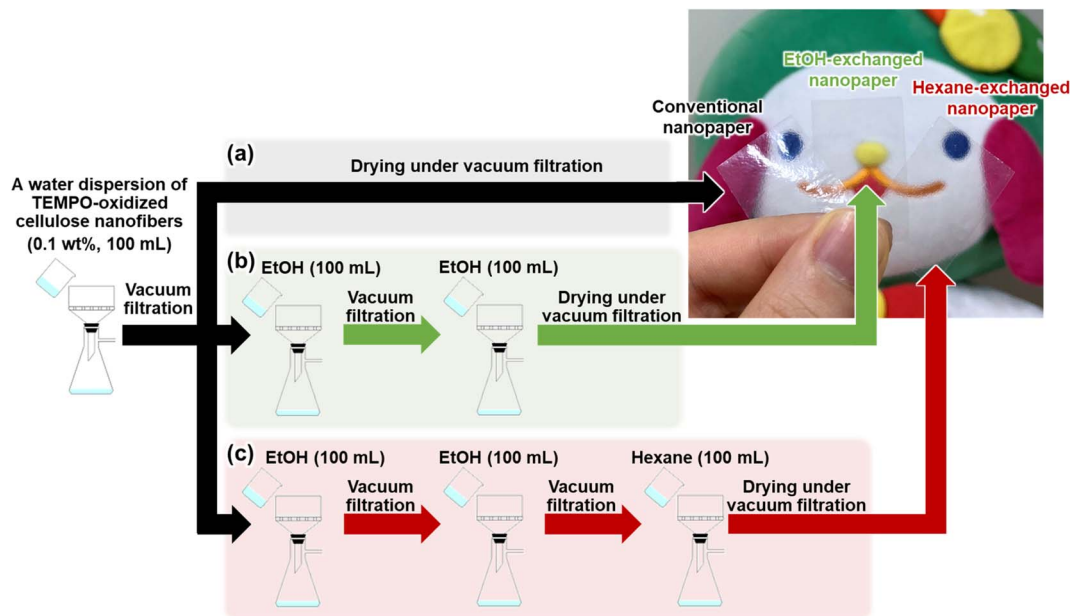 EtOH-exchanged
nanopaper
Hexane-exchanged
nanopaper
Conventional
nanopaper
(a)
Drying under vacuum filtration
A water dispersion of
TEMPO-oxidized
cellulose nanofibers
(0.1 wt%, 100 mL)
Vacuum
filtration
(b)
EtOH (100 mL)
Vacuum
filtration
EtOH (100 mL)
Drying under
vacuum filtration
(c)
EtOH (100 mL)
Vacuum
filtration
EtOH (100 mL)
Vacuum
filtration
Hexane (100 mL)
Drying under
vacuum filtration